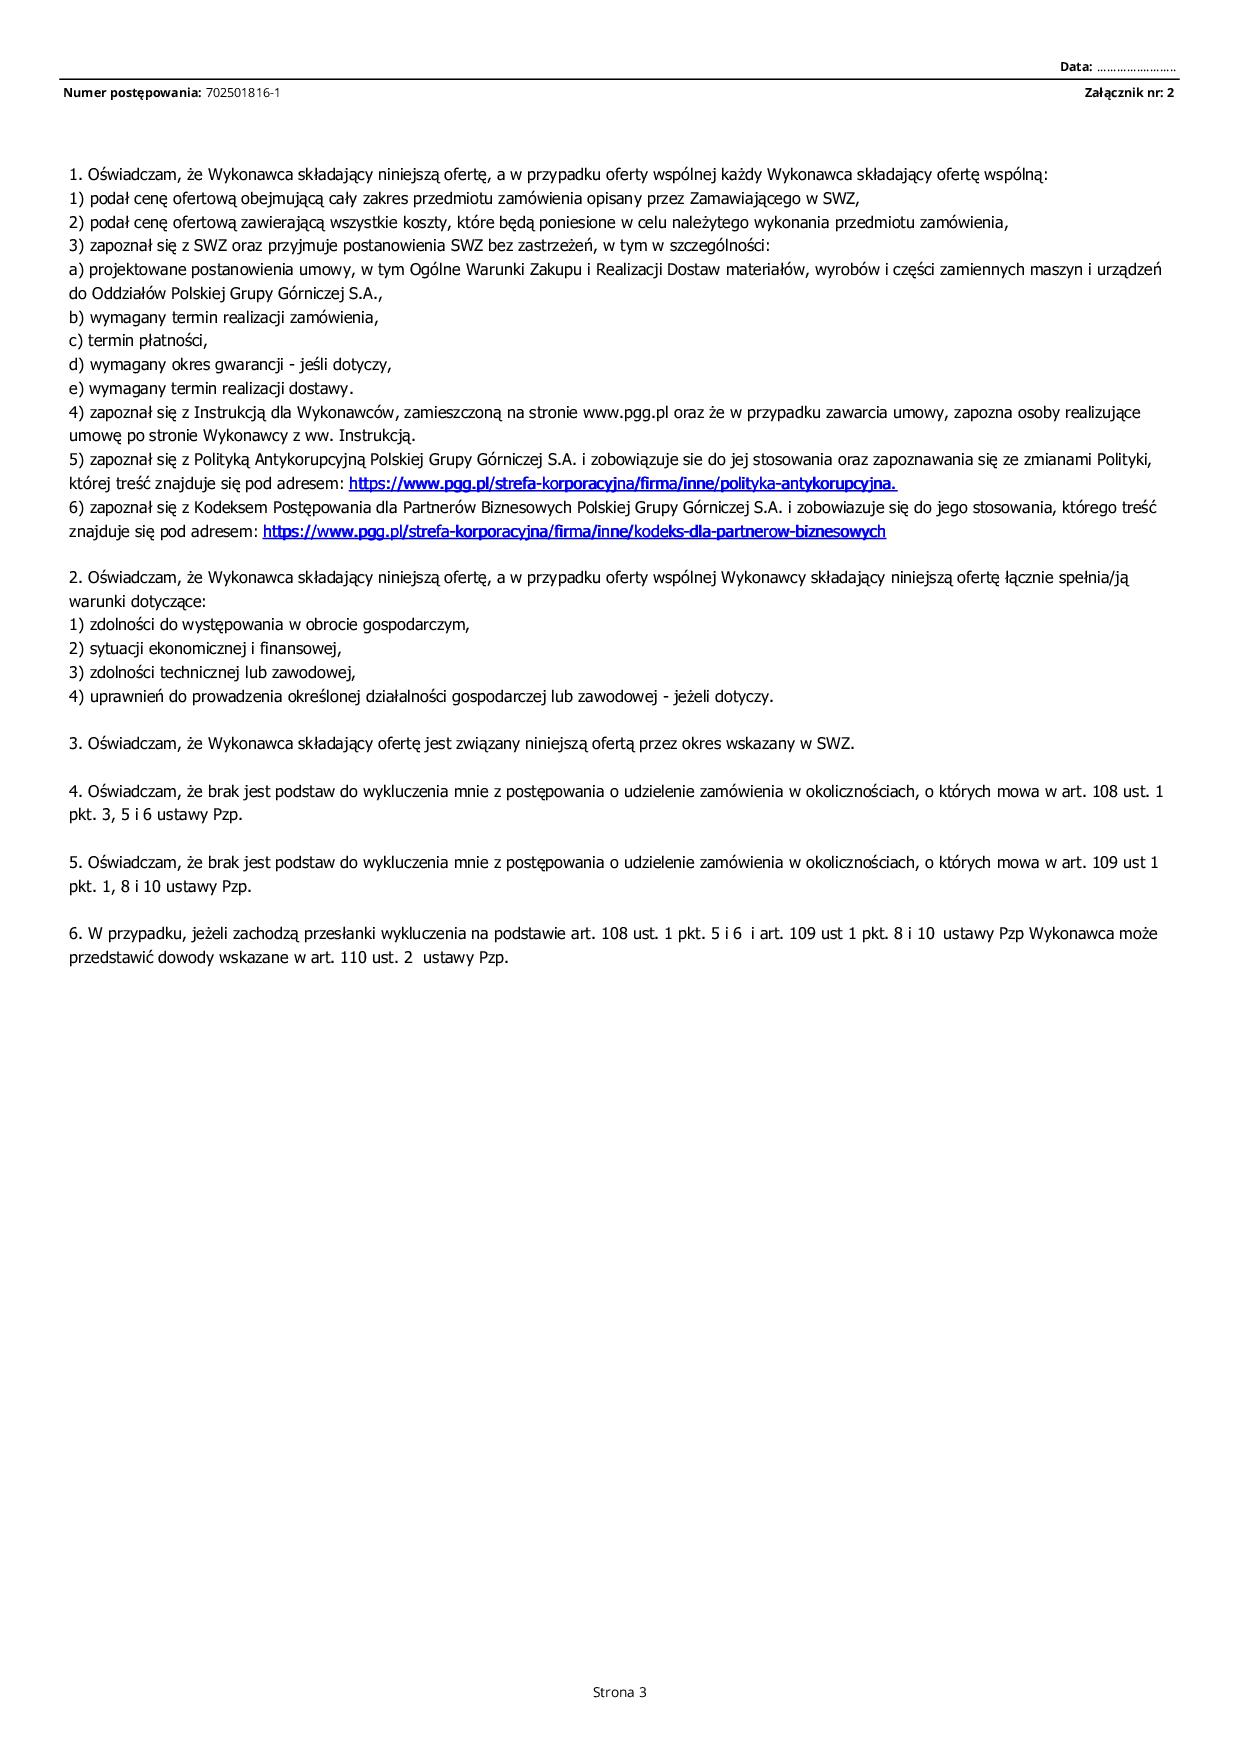 Data: ........................
Numer postępowania: 702501816-1
Załącznik nr: 2
1. Oświadczam, że Wykonawca składający niniejszą ofertę, a w przypadku oferty wspólnej każdy Wykonawca składający ofertę wspólną:
1) podał cenę ofertową obejmującą cały zakres przedmiotu zamówienia opisany przez Zamawiającego w SWZ,
2) podał cenę ofertową zawierającą wszystkie koszty, które będą poniesione w celu należytego wykonania przedmiotu zamówienia,
3) zapoznał się z SWZ oraz przyjmuje postanowienia SWZ bez zastrzeżeń, w tym w szczególności:
a) projektowane postanowienia umowy, w tym Ogólne Warunki Zakupu i Realizacji Dostaw materiałów, wyrobów i części zamiennych maszyn i urządzeń
do Oddziałów Polskiej Grupy Górniczej S.A.,
b) wymagany termin realizacji zamówienia,
c) termin płatności,
d) wymagany okres gwarancji - jeśli dotyczy,
e) wymagany termin realizacji dostawy.
4) zapoznał się z Instrukcją dla Wykonawców, zamieszczoną na stronie www.pgg.pl oraz że w przypadku zawarcia umowy, zapozna osoby realizujące
umowę po stronie Wykonawcy z ww. Instrukcją.
5) zapoznał się z Polityką Antykorupcyjną Polskiej Grupy Górniczej S.A. i zobowiązuje sie do jej stosowania oraz zapoznawania się ze zmianami Polityki,
której treść znajduje się pod adresem: https://www.pgg.pl/strefa-korporacyjna/firma/inne/polityka-antykorupcyjna.
6) zapoznał się z Kodeksem Postępowania dla Partnerów Biznesowych Polskiej Grupy Górniczej S.A. i zobowiazuje się do jego stosowania, którego treść
znajduje się pod adresem: https://www.pgg.pl/strefa-korporacyjna/firma/inne/kodeks-dla-partnerow-biznesowych
2. Oświadczam, że Wykonawca składający niniejszą ofertę, a w przypadku oferty wspólnej Wykonawcy składający niniejszą ofertę łącznie spełnia/ją
warunki dotyczące:
1) zdolności do występowania w obrocie gospodarczym,
2) sytuacji ekonomicznej i finansowej,
3) zdolności technicznej lub zawodowej,
4) uprawnień do prowadzenia określonej działalności gospodarczej lub zawodowej - jeżeli dotyczy.
3. Oświadczam, że Wykonawca składający ofertę jest związany niniejszą ofertą przez okres wskazany w SWZ.
4. Oświadczam, że brak jest podstaw do wykluczenia mnie z postępowania o udzielenie zamówienia w okolicznościach, o których mowa w art. 108 ust. 1
pkt. 3, 5 i 6 ustawy Pzp.
5. Oświadczam, że brak jest podstaw do wykluczenia mnie z postępowania o udzielenie zamówienia w okolicznościach, o których mowa w art. 109 ust 1
pkt. 1, 8 i 10 ustawy Pzp.
6. W przypadku, jeżeli zachodzą przesłanki wykluczenia na podstawie art. 108 ust. 1 pkt. 5 i 6 i art. 109 ust 1 pkt. 8 i 10 ustawy Pzp Wykonawca może
przedstawić dowody wskazane w art. 110 ust. 2 ustawy Pzp.
Strona 3